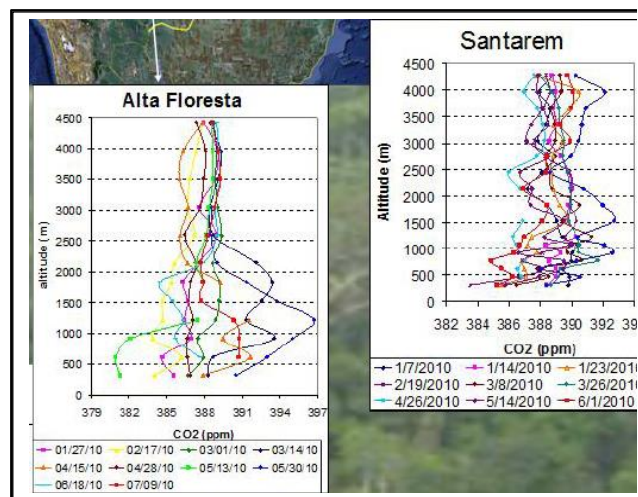 Alta Floresta
4500
4000
3500
3000
2500
2000
1500
1000
500
0
altitude (m)
379 382 385 388 391 394 397
CO2 (ppm)
01/27/10 02/17/10 03/01/10 03/14/10
04/15/10 04/28/10 05/13/10 05/30/10
06/18/10 07/09/10
Santarem
4500
4000
3500
3000
2500
2000
1500
1000
500
0
Altitude (m)
382 384 386 388 390 392 39
CO2 (ppm)
1/7/2010 1/14/2010 1/23/2010
2/19/2010 3/8/2010 3/26/2010
4/26/2010 5/14/2010 6/1/2010